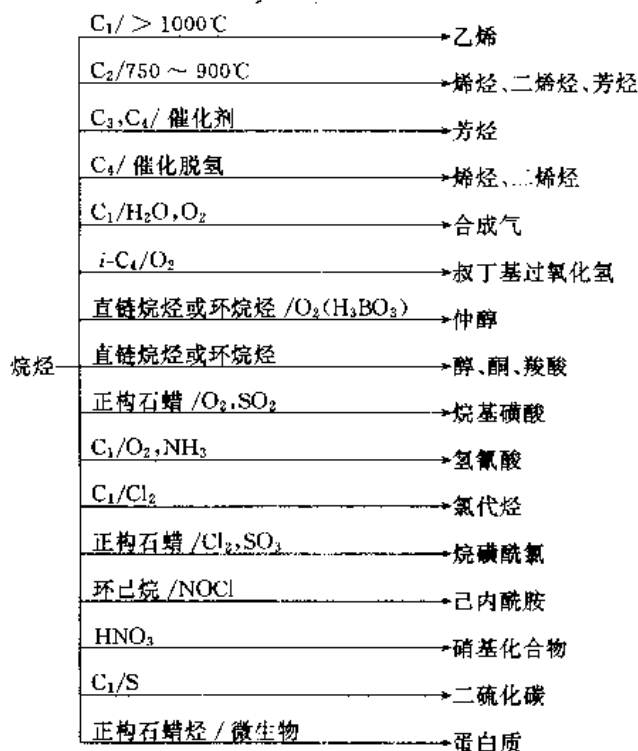 C₁/ > 1000℃ 乙烯
C₂/750 ~ 900℃ 烯烃、二烯烃、芳烃
C₃,C₄/ 催化剂 芳烃
C₄/ 催化脱氢 烯烃、二烯烃
C₁/H₂O,O₂ 合成气
i-C₄/O₂ 叔丁基过氧化氢
直链烷烃或环烷烃 /O₂(H₃BO₃) 仲醇
烷烃 直链烷烃或环烷烃 醇、酮、羧酸
正构石蜡 /O₂,SO₂ 烷基磺酸
C₁/O₂,NH₃ 氢氰酸
C₁/Cl₂ 氯代烃
正构石蜡 /Cl₂,SO₃ 烷磺酰氯
环己烷 /NOCl 己内酰胺
HNO₃ 硝基化合物
C₁/S 二硫化碳
正构石蜡烃 / 微生物 蛋白质